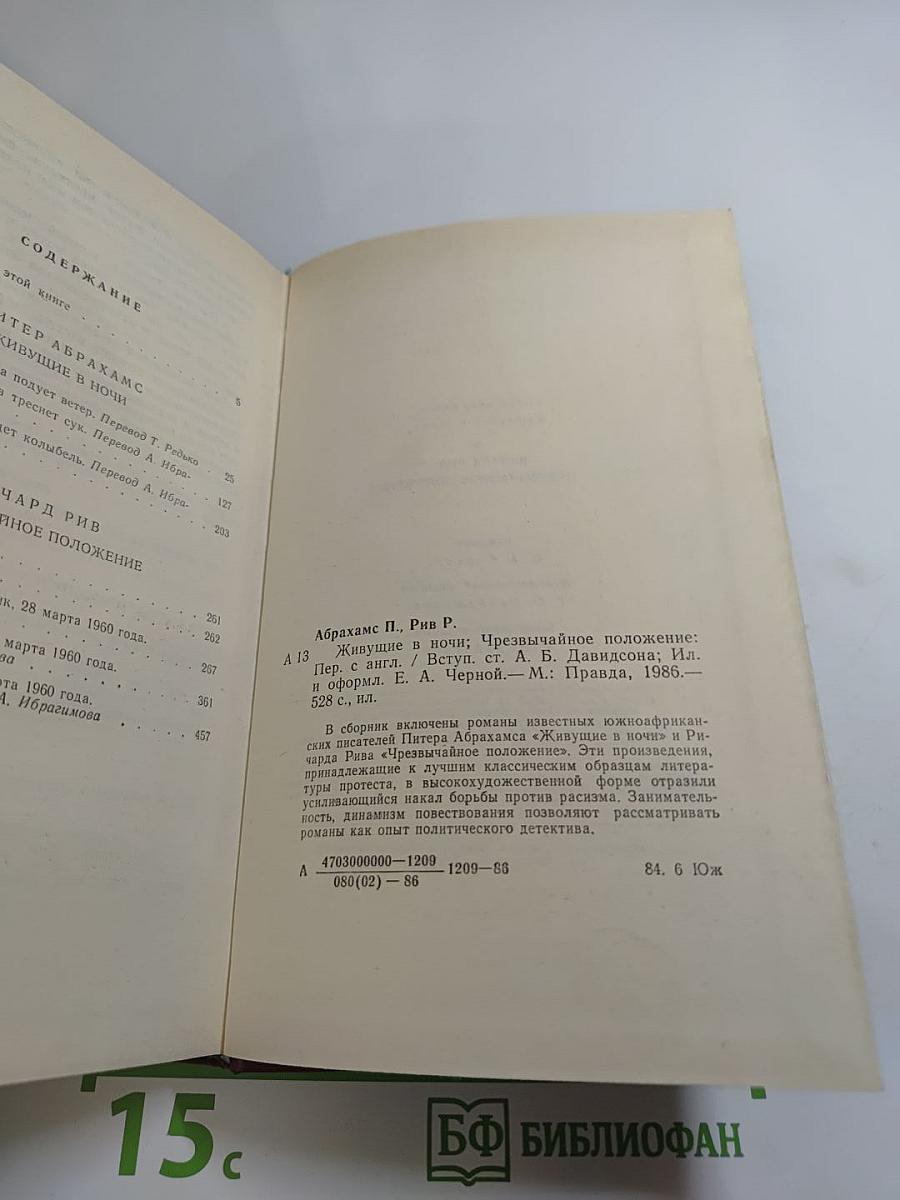 СОДЕРЖАНИЕ
этой книге . . . . . . 5
ИТЕР АБРАХАМС
ЖИВУЩИЕ В НОЧИ
а подует ветер. Перевод Т. Редько . 25
треснет сук. Перевод А. Ибра-
. . . . . . 127
дет колыбель. Перевод А. Ибра-
. . . . . . 203
ЧАРД РИВ
ЙНОЕ ПОЛОЖЕНИЕ
. . . . . . 261
. . . . . . 262
ик, 28 марта 1960 года.
. . . . . . 267
марта 1960 года.
ва . . . . . . 361
рта 1960 года.
А. Ибрагимова . . . . . 457
Абрахамс П., Рив Р.
А 13 Живущие в ночи; Чрезвычайное положение:
Пер. с англ. / Вступ. ст. А. Б. Давидсона; Ил.
и оформл. Е. А. Черной.— М.: Правда, 1986.—
528 с., ил.
В сборник включены романы известных южноафрикан-
ских писателей Питера Абрахамса «Живущие в ночи» и Ри-
чарда Рива «Чрезвычайное положение». Эти произведения,
принадлежащие к лучшим классическим образцам литера-
туры протеста, в высокохудожественной форме отразили
усиливающийся накал борьбы против расизма. Заниматель-
ность, динамизм повествования позволяют рассматривать
романы как опыт политического детектива.
4703000000—1209
А 1209—86 84. 6 Юж
080(02) — 86
15 с
БФ БИБЛИОФАН